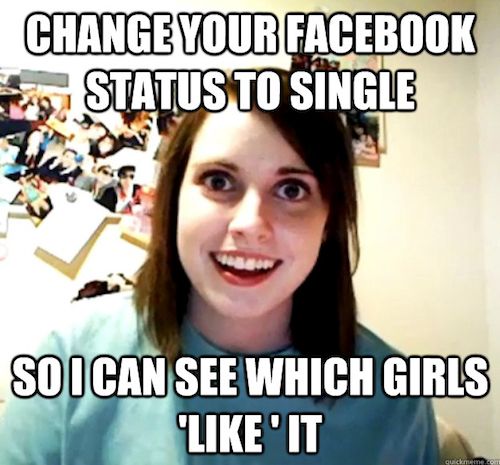 CHANGE YOUR FACEBOOK
STATUS TO SINGLE
SO I CAN SEE WHICH GIRLS
'LIKE ' IT
quickmeme.com